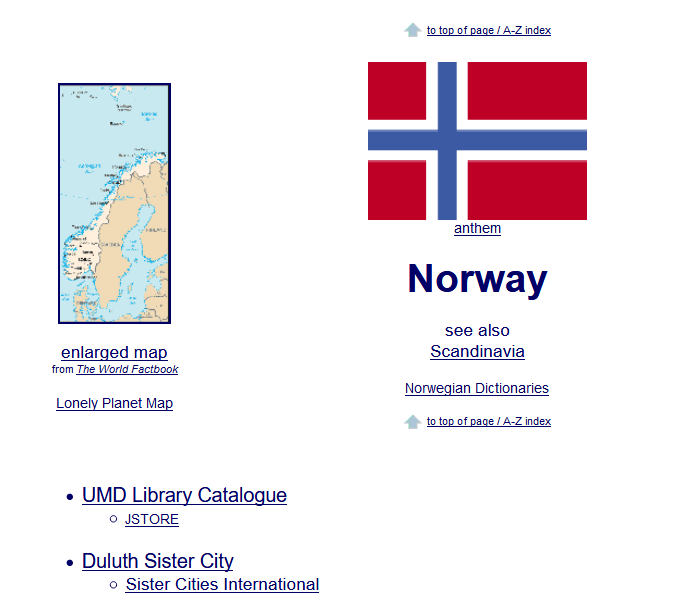 to top of page / A-Z index
anthem
Norway
see also
Scandinavia
Norwegian Dictionaries
to top of page / A-Z index
enlarged map
from The World Factbook
Lonely Planet Map
UMD Library Catalogue
JSTORE
Duluth Sister City
Sister Cities International